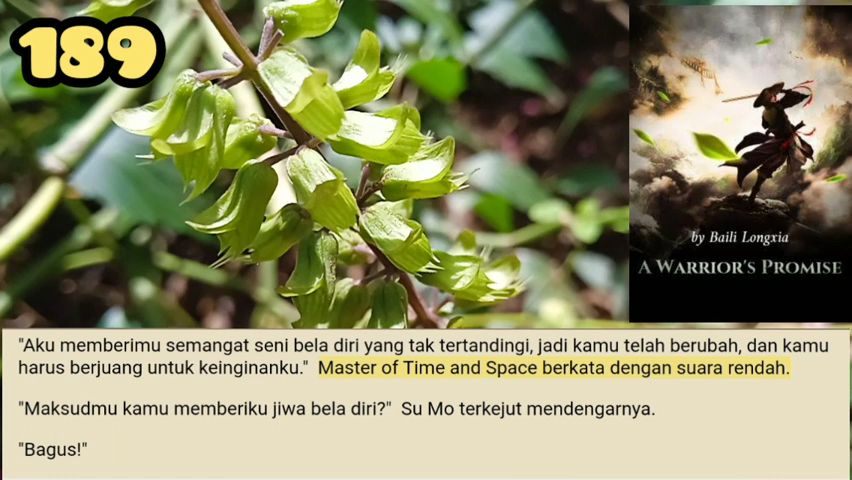 189
by Baili Longxia
A WARRIOR'S PROMISE
"Aku memberimu semangat seni bela diri yang tak tertandingi, jadi kamu telah berubah, dan kamu
harus berjuang untuk keinginanku."  Master of Time and Space berkata dengan suara rendah.
"Maksudmu kamu memberiku jiwa bela diri?"  Su Mo terkejut mendengarnya.
"Bagus!"